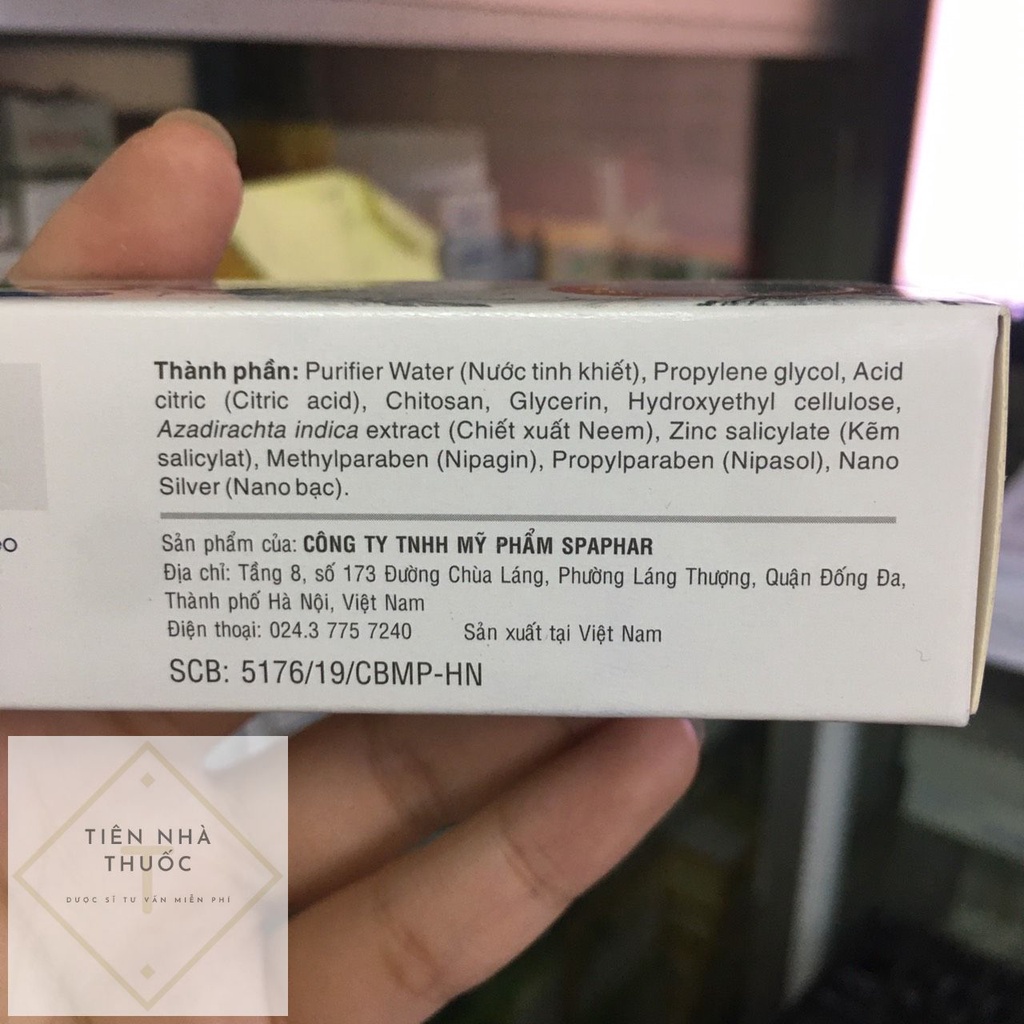 Thành phần: Purifier Water (Nước tinh khiết), Propylene glycol, Acid
citric (Citric acid), Chitosan, Glycerin, Hydroxyethyl cellulose,
Azadirachta indica extract (Chiết xuất Neem), Zinc salicylate (Kẽm
salicylat), Methylparaben (Nipagin), Propylparaben (Nipasol), Nano
Silver (Nano bạc).
Sản phẩm của: CÔNG TY TNHH MỸ PHẨM SPAPHAR
Địa chỉ: Tầng 8, số 173 Đường Chùa Láng, Phường Láng Thượng, Quận Đống Đa,
Thành phố Hà Nội, Việt Nam
Điện thoại: 024.3 775 7240 Sản xuất tại Việt Nam
SCB: 5176/19/CBMP-HN
TIÊN NHÀ
THUỐC
DƯỢC SĨ TƯ VẤN MIỄN PHÍ